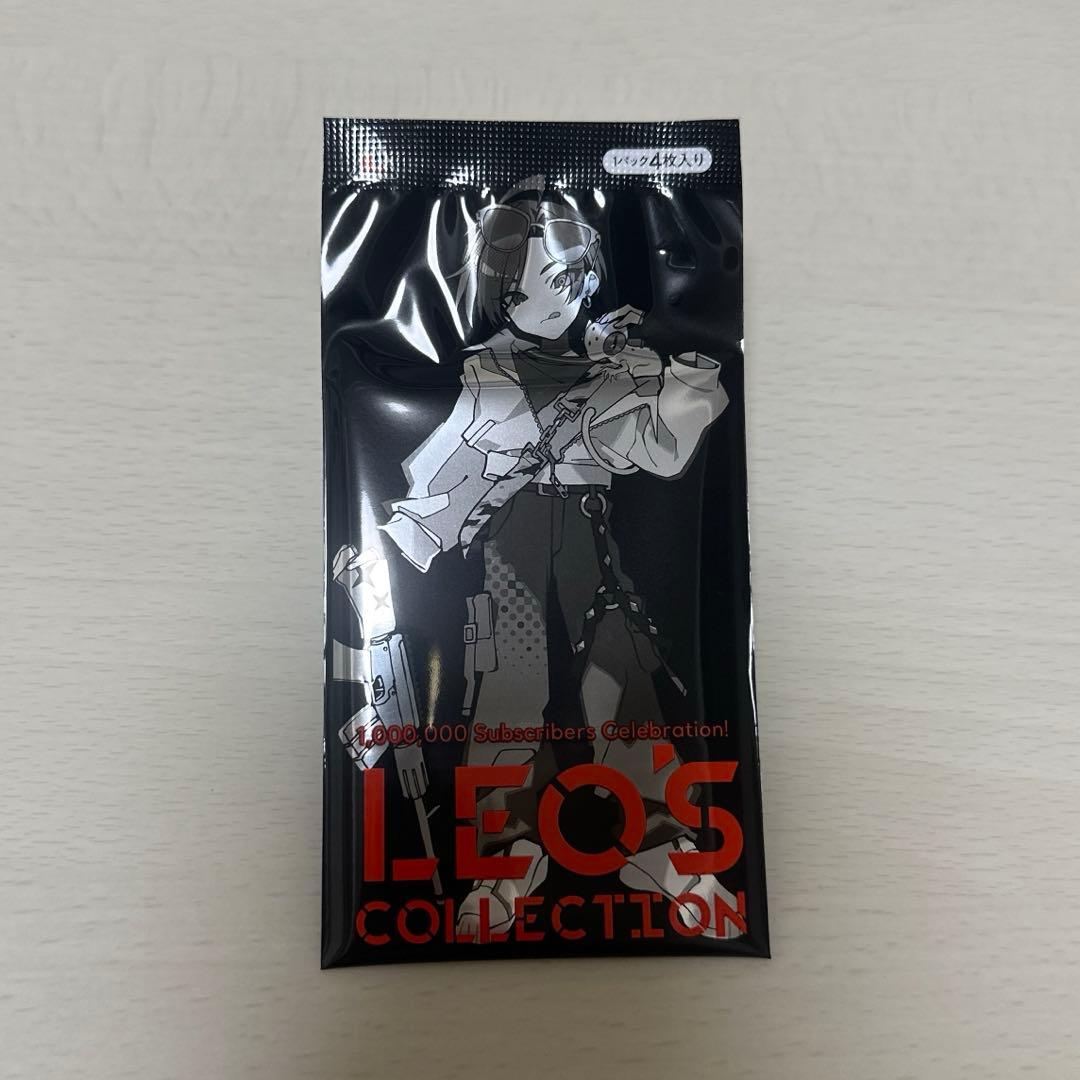 1パック4枚入り
1,000,000 Subscribers Celebration!
LEO'S
COLLECTION